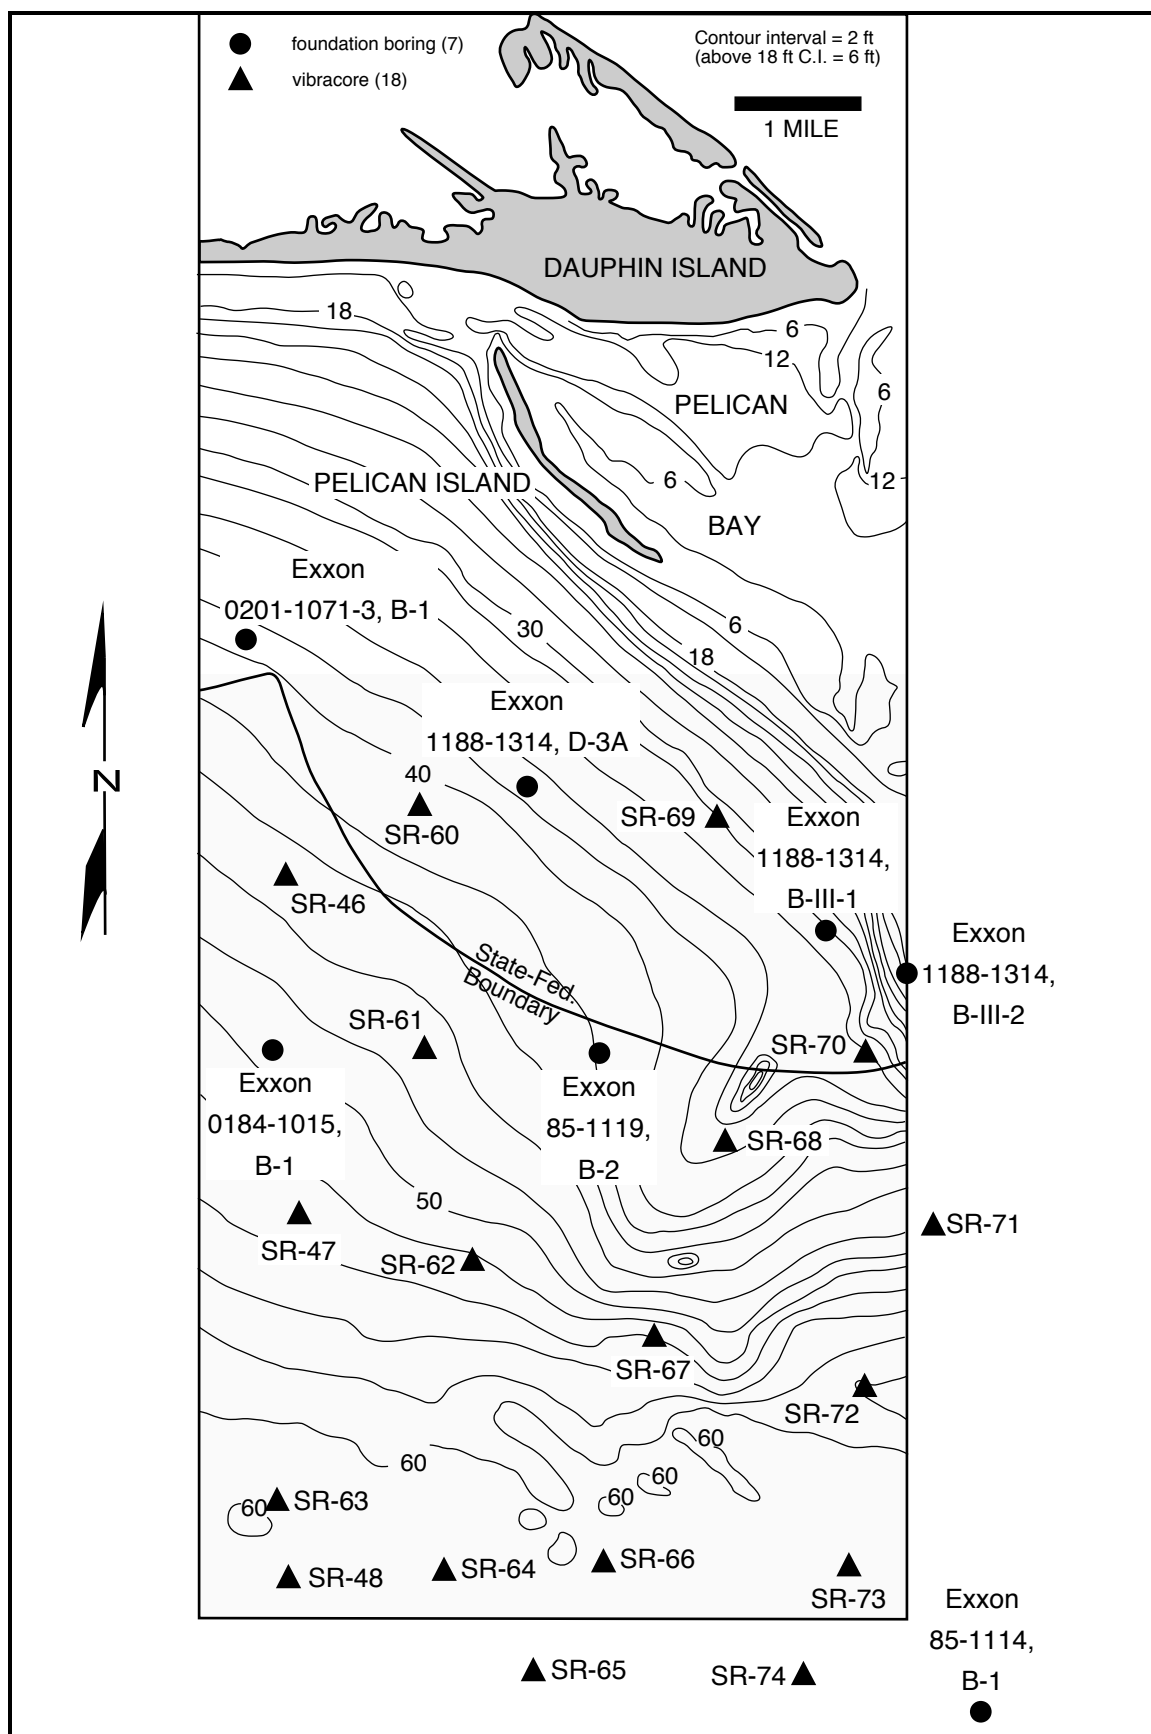 foundation boring (7)
vibracore (18)
Contour interval = 2 ft
(above 18 ft C.I. = 6 ft)
1 MILE
DAUPHIN ISLAND
18
6
12
6
PELICAN
PELICAN ISLAND
6
12
BAY
Exxon
0201-1071-3, B-1
30
6
18
Exxon
1188-1314, D-3A
N
40
SR-60
SR-69
Exxon
1188-1314,
B-III-1
SR-46
Exxon
1188-1314,
B-III-2
State-Fed.
Boundary
SR-61
SR-70
Exxon
0184-1015,
B-1
Exxon
85-1119,
B-2
SR-68
50
SR-71
SR-47
SR-62
SR-67
SR-72
60
60
60
60
60
SR-63
SR-48
SR-64
SR-66
SR-73
Exxon
85-1114,
B-1
SR-65
SR-74